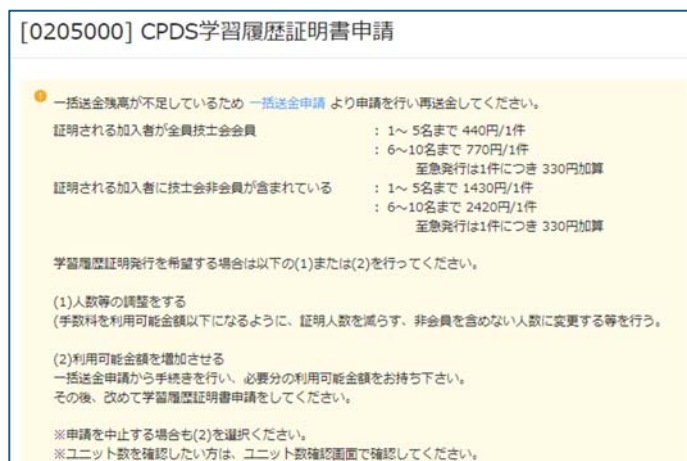 [0205000] CPDS学習履歴証明書申請
一括送金残高が不足しているため 一括送金申請 より申請を行い再送金してください。
証明される加入者が全員技士会会員 : 1～ 5名まで 440円/1件
: 6～10名まで 770円/1件
至急発行は1件につき 330円加算
証明される加入者に技士会非会員が含まれている : 1～ 5名まで 1430円/1件
: 6～10名まで 2420円/1件
至急発行は1件につき 330円加算
学習履歴証明発行を希望する場合は以下の(1)または(2)を行ってください。
(1)人数等の調整をする
(手数料を利用可能金額以下になるように、証明人数を減らす、非会員を含めない人数に変更する等を行う。
(2)利用可能金額を増加させる
一括送金申請から手続きを行い、必要分の利用可能金額をお持ち下さい。
その後、改めて学習履歴証明書申請をしてください。
※申請を中止する場合も(2)を選択ください。
※ユニット数を確認したい方は、ユニット数確認画面で確認してください。